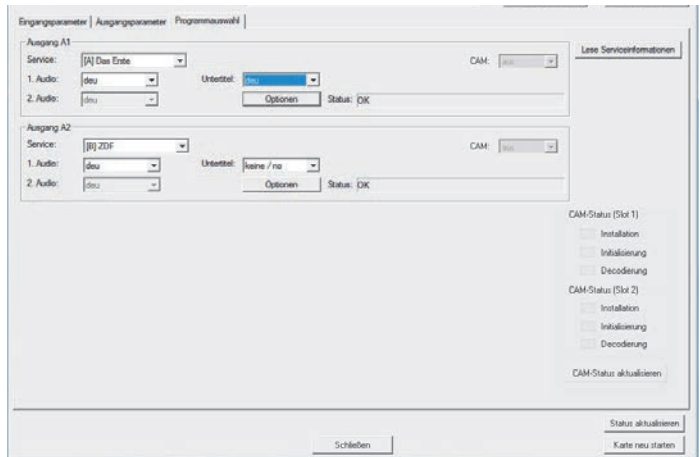 Eingangsparameter | Ausgangsparameter | Programmauswahl
Ausgang A1
Service: [A] Das Erste
CAM: aus
Lese Serviceinformationen
1. Audio: deu
Untertitel: deu
2. Audio: deu
Optionen
Status: OK
Ausgang A2
Service: [B] ZDF
CAM: aus
1. Audio: deu
Untertitel: keine / no
2. Audio: deu
Optionen
Status: OK
CAM-Status (Slot 1)
Installation
Initialisierung
Decodierung
CAM-Status (Slot 2)
Installation
Initialisierung
Decodierung
CAM-Status aktualisieren
Status aktualisieren
Schließen
Karte neu starten